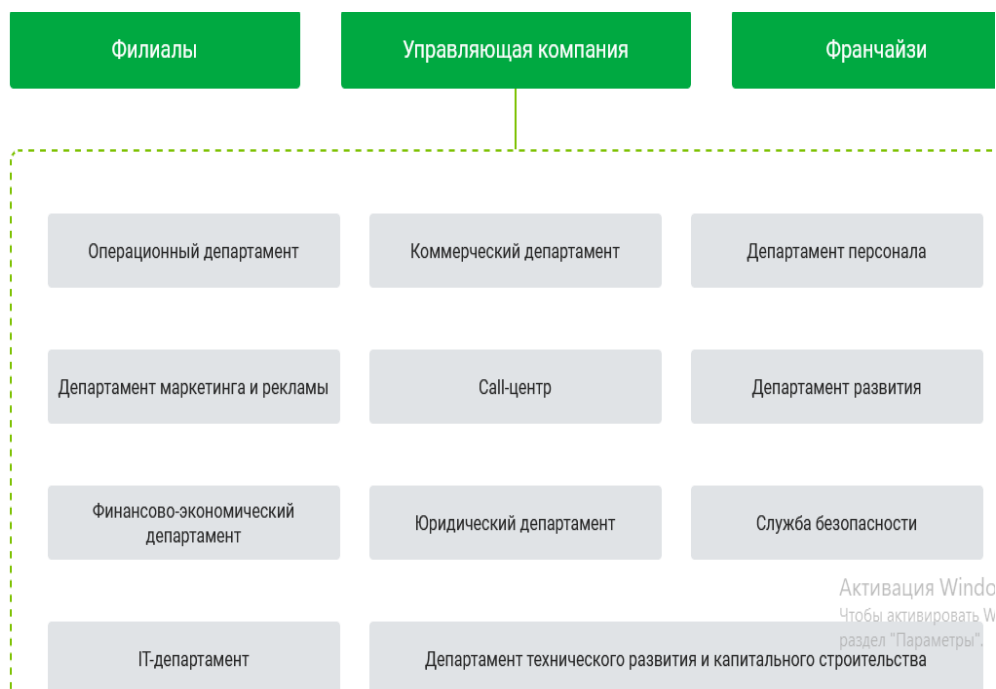 Филиалы
Управляющая компания
Франчайзи
Операционный департамент
Коммерческий департамент
Департамент персонала
Департамент маркетинга и рекламы
Call-центр
Департамент развития
Финансово-экономический
департамент
Юридический департамент
Служба безопасности
Активация Windo
Чтобы активировать W
раздел "Параметры".
IT-департамент
Департамент технического развития и капитального строительства